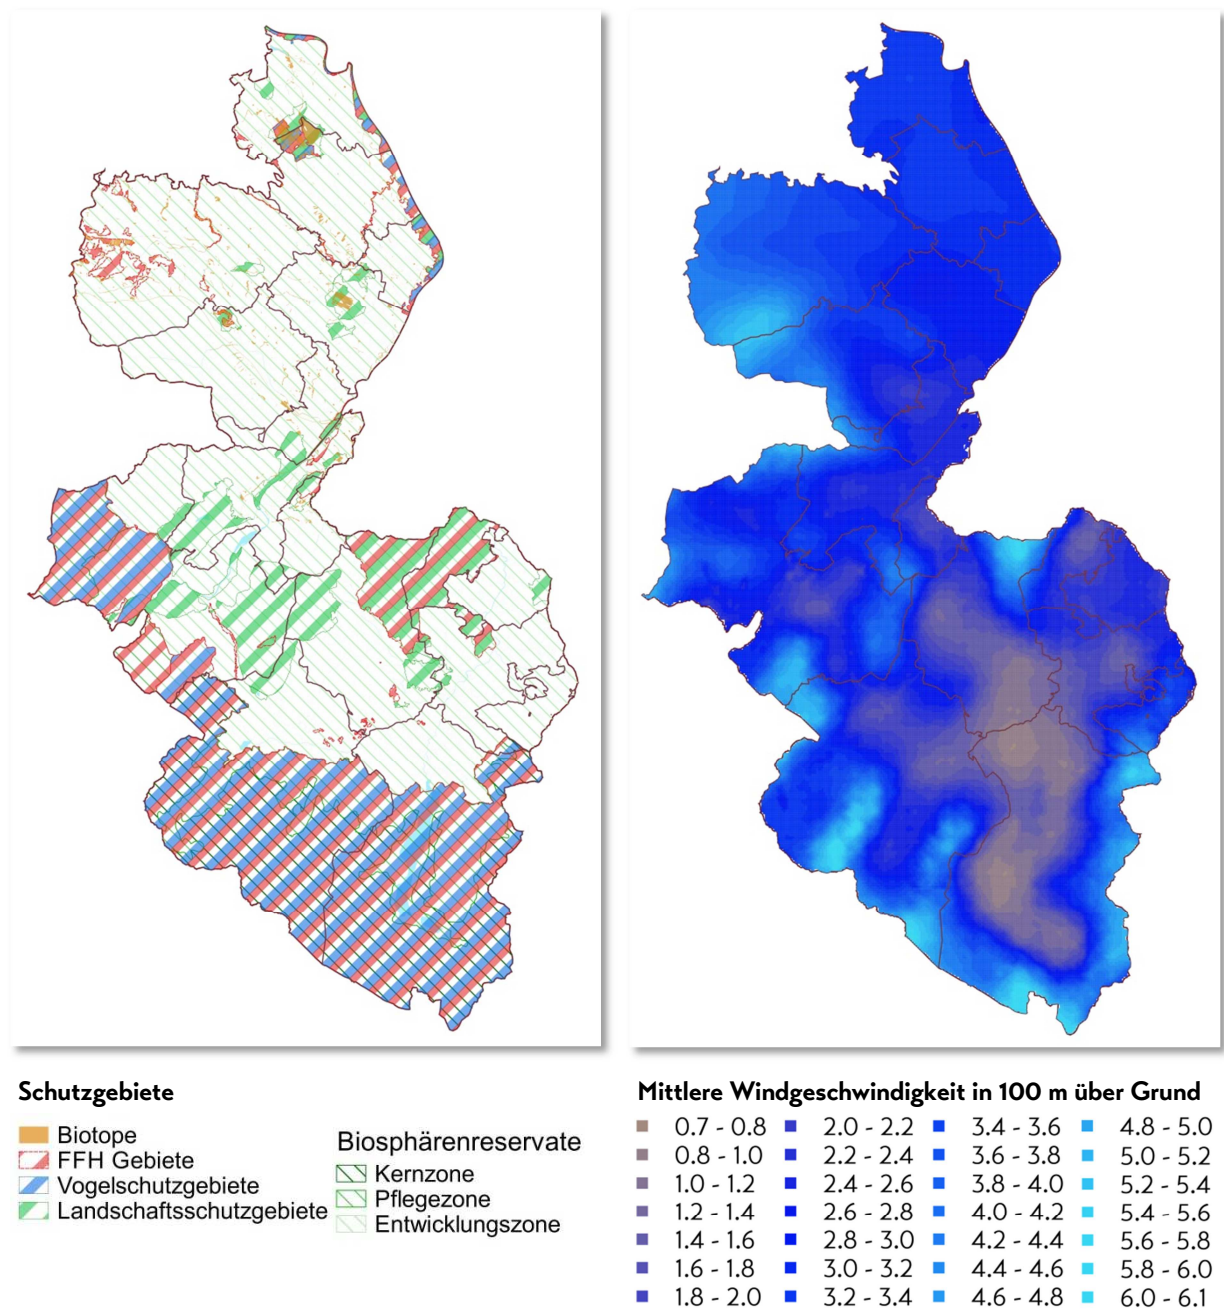 Schutzgebiete
Biotope
FFH Gebiete
Vogelschutzgebiete
Landschaftsschutzgebiete
Biosphärenreservate
Kernzone
Pflegezone
Entwicklungszone
Mittlere Windgeschwindigkeit in 100 m über Grund
0.7 - 0.8
0.8 - 1.0
1.0 - 1.2
1.2 - 1.4
1.4 - 1.6
1.6 - 1.8
1.8 - 2.0
2.0 - 2.2
2.2 - 2.4
2.4 - 2.6
2.6 - 2.8
2.8 - 3.0
3.0 - 3.2
3.2 - 3.4
3.4 - 3.6
3.6 - 3.8
3.8 - 4.0
4.0 - 4.2
4.2 - 4.4
4.4 - 4.6
4.6 - 4.8
4.8 - 5.0
5.0 - 5.2
5.2 - 5.4
5.4 - 5.6
5.6 - 5.8
5.8 - 6.0
6.0 - 6.1